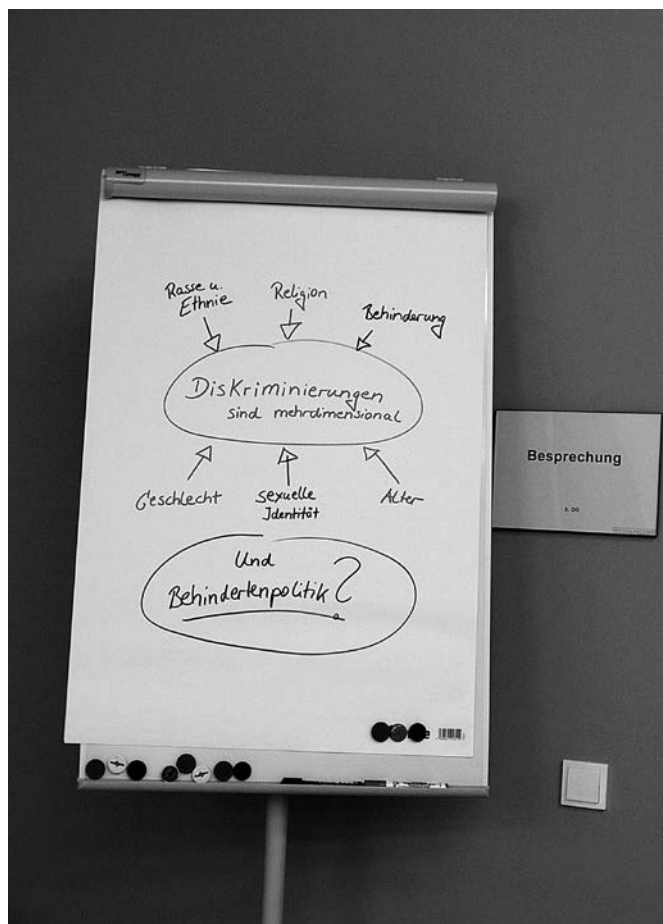 Rasse u.
Ethnie
Religion
Behinderung
Diskriminierungen
sind mehrdimensional
Geschlecht
sexuelle
Identität
Alter
Und
Behindertenpolitik?
Besprechung